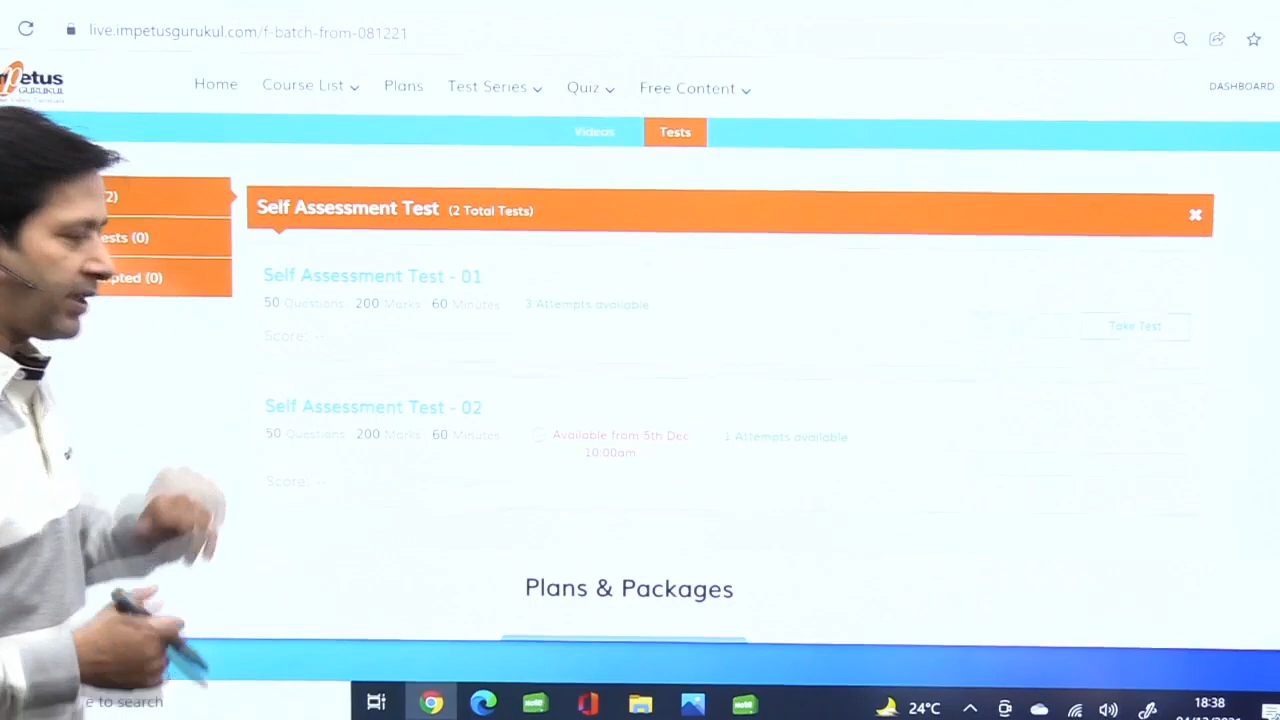 live.impetusgurukul.com/f-batch-from-081221
petus
GURUKUL
Home Course List Plans Test Series Quiz Free Content DASHBOARD
Videos Tests
2)
ests (0)
pted (0)
Self Assessment Test (2 Total Tests)
Self Assessment Test - 01
50 Questions 200 Marks 60 Minutes 3 Attempts available
Take Test
Score: --
Self Assessment Test - 02
50 Questions 200 Marks 60 Minutes Available from 5th Dec 1 Attempts available
10:00am
Score: --
Plans & Packages
e to search
24°C 18:38